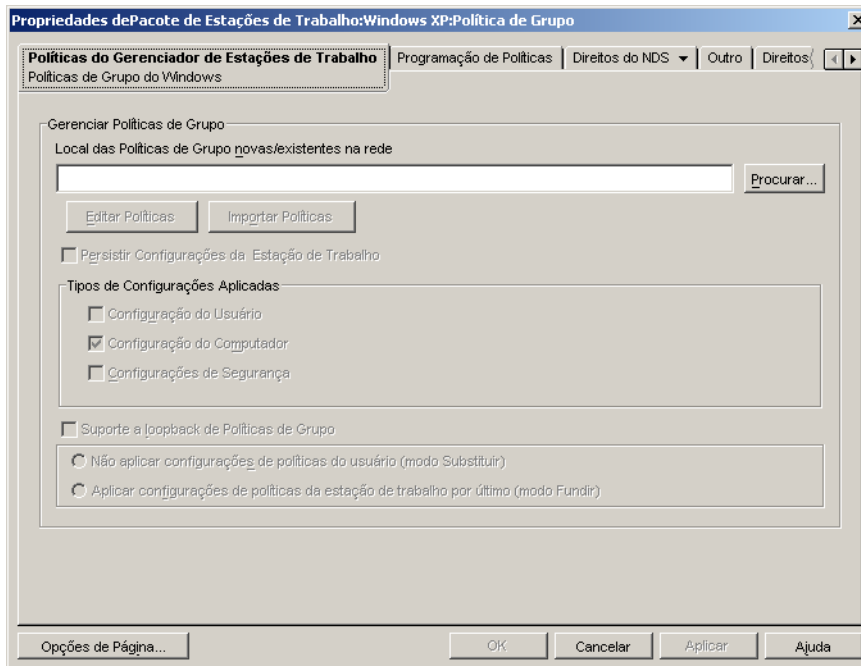 Propriedades dePacote de Estações de Trabalho:Windows XP:Política de Grupo
Políticas do Gerenciador de Estações de Trabalho
Programação de Políticas
Direitos do NDS
Outro
Direitos
Políticas de Grupo do Windows
Gerenciar Políticas de Grupo
Local das Políticas de Grupo novas/existentes na rede
Procurar...
Editar Políticas
Importar Políticas
Persistir Configurações da Estação de Trabalho
Tipos de Configurações Aplicadas
Configuração do Usuário
Configuração do Computador
Configurações de Segurança
Suporte a loopback de Políticas de Grupo
Não aplicar configurações de políticas do usuário (modo Substituir)
Aplicar configurações de políticas da estação de trabalho por último (modo Fundir)
Opções de Página...
OK
Cancelar
Aplicar
Ajuda